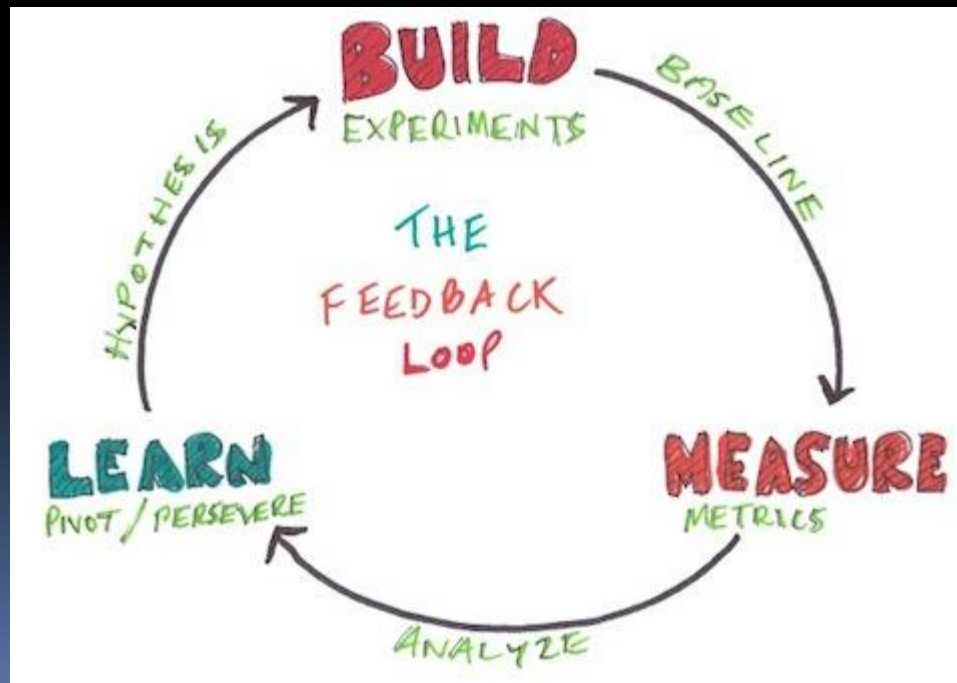 BUILD
EXPERIMENTS
BASELINE
HYPOTHESIS
THE
FEEDBACK
LOOP
LEARN
PIVOT / PERSEVERE
MEASURE
METRICS
ANALYZE